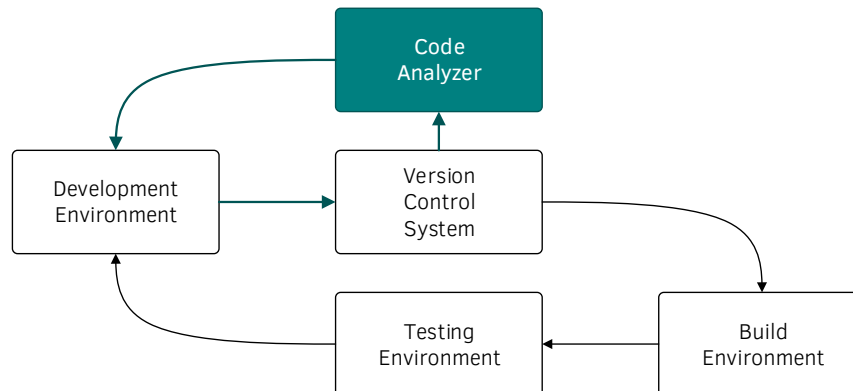 Code
Analyzer
Development
Environment
Version
Control
System
Testing
Environment
Build
Environment